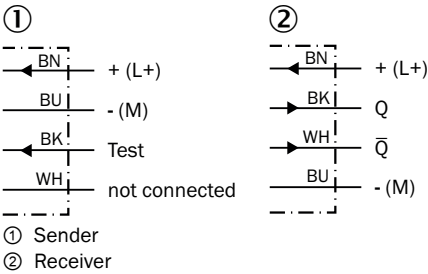 ①
BN + (L+)
BU - (M)
BK Test
WH not connected
②
BN + (L+)
BK Q
WH Q̅
BU - (M)
① Sender
② Receiver